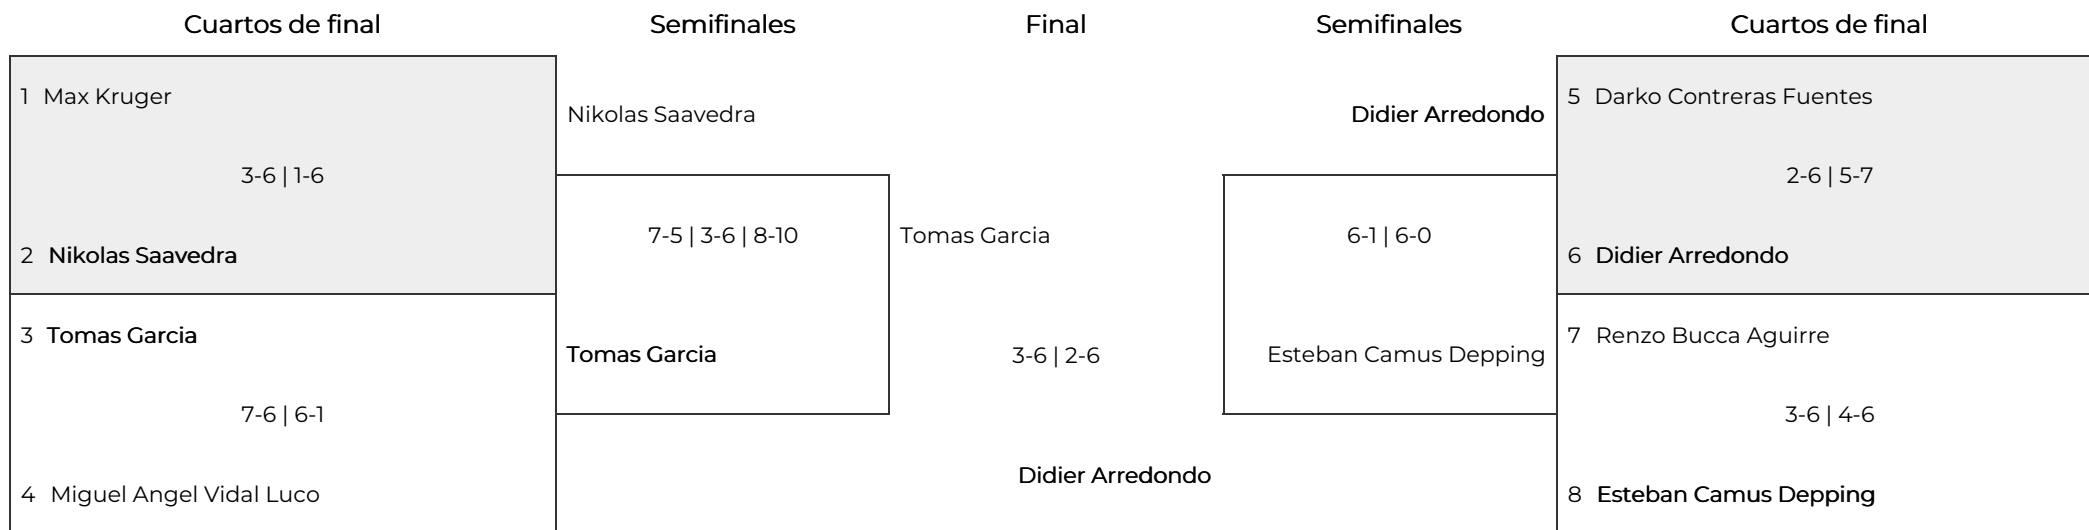 Cuartos de final
Semifinales
Final
Semifinales
Cuartos de final
1 Max Kruger
3-6 | 1-6
2 Nikolas Saavedra
3 Tomas Garcia
7-6 | 6-1
4 Miguel Angel Vidal Luco
Nikolas Saavedra
7-5 | 3-6 | 8-10
Tomas Garcia
Tomas Garcia
3-6 | 2-6
Didier Arredondo
Didier Arredondo
6-1 | 6-0
Esteban Camus Depping
5 Darko Contreras Fuentes
2-6 | 5-7
6 Didier Arredondo
7 Renzo Bucca Aguirre
3-6 | 4-6
8 Esteban Camus Depping